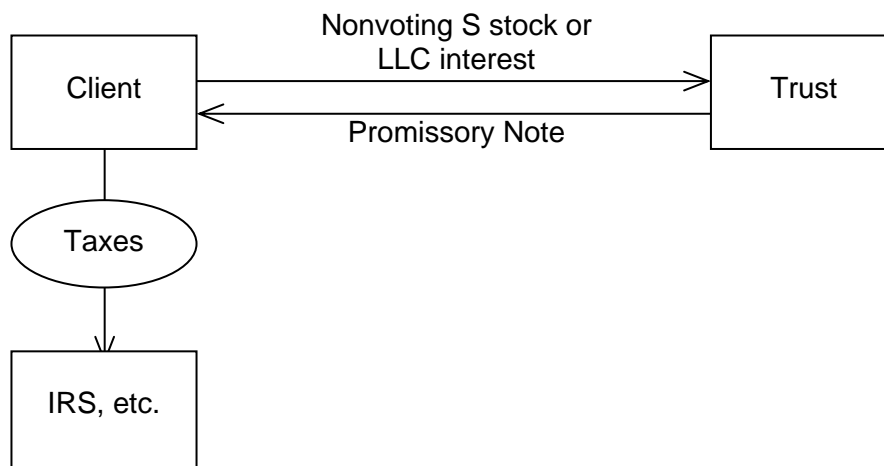 Nonvoting S stock or
LLC interest
Client
Trust
Promissory Note
Taxes
IRS, etc.